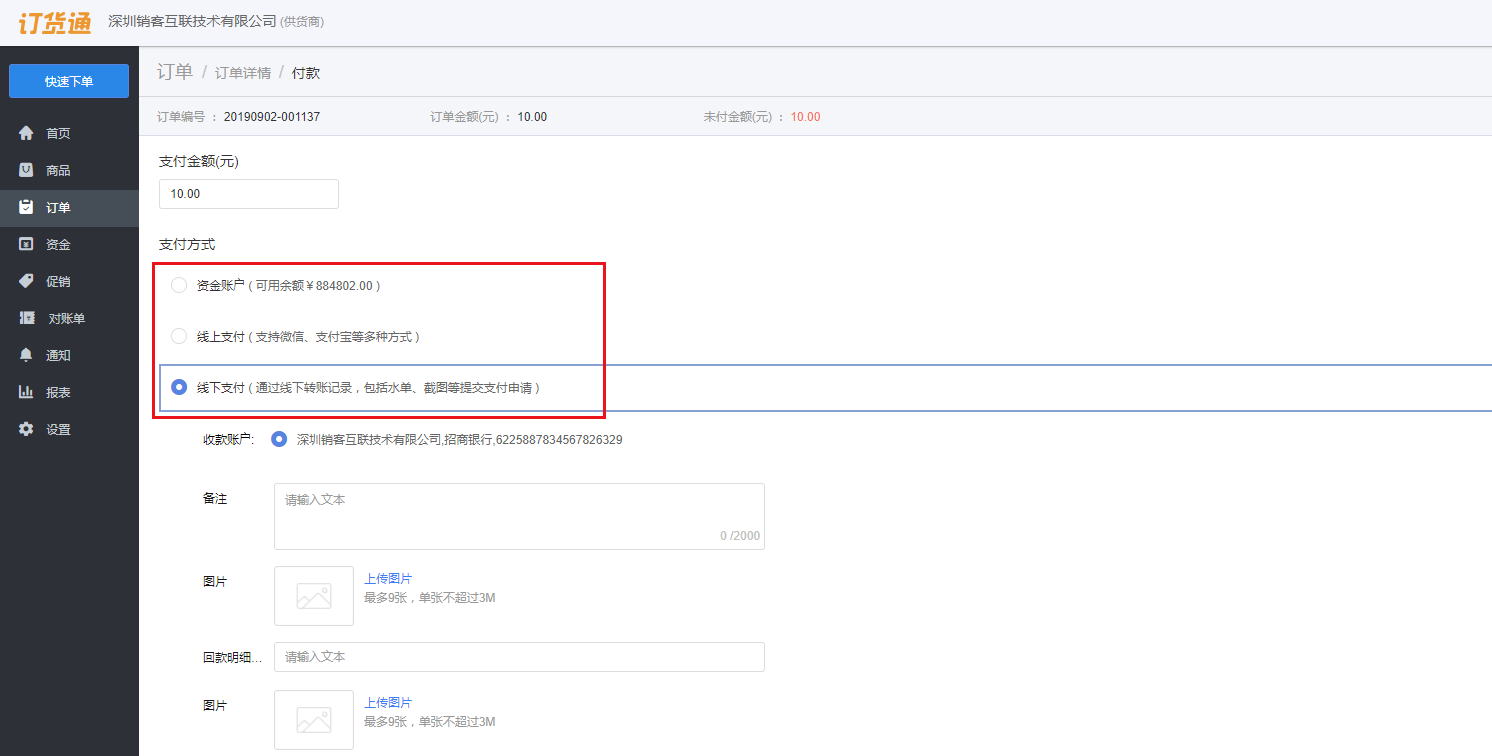 订货通 深圳销客互联技术有限公司 (供货商)
快速下单
首页
商品
订单
资金
促销
对账单
通知
报表
设置
订单 / 订单详情 / 付款
订单编号 : 20190902-001137 订单金额(元) : 10.00 未付金额(元) : 10.00
支付金额(元)
10.00
支付方式
资金账户 ( 可用余额￥884802.00 )
线上支付 ( 支持微信、支付宝等多种方式 )
线下支付 ( 通过线下转账记录，包括水单、截图等提交支付申请 )
收款账户: 深圳销客互联技术有限公司,招商银行,6225887834567826329
备注 请输入文本
0 /2000
图片 上传图片
最多9张，单张不超过3M
回款明细... 请输入文本
图片 上传图片
最多9张，单张不超过3M